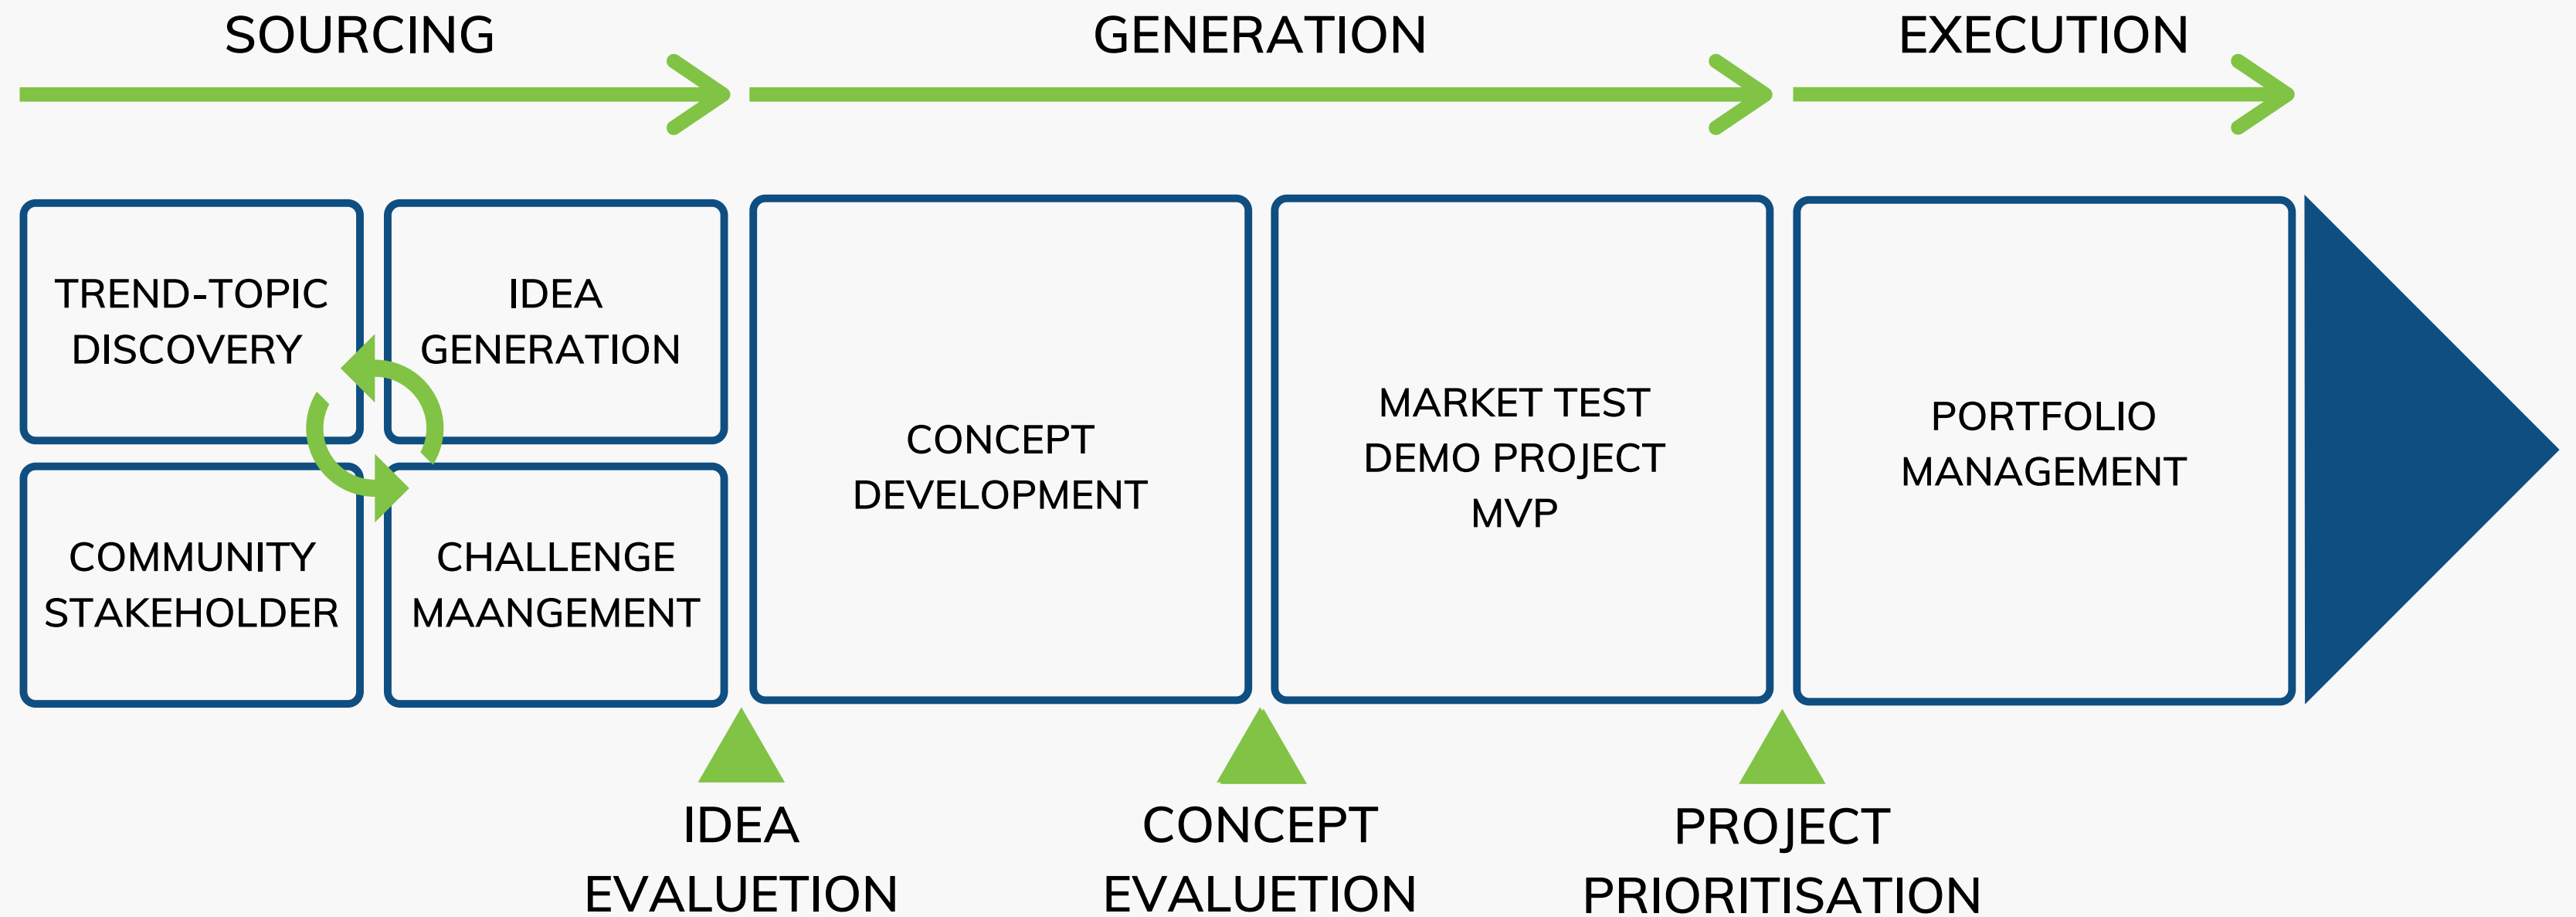 SOURCING
GENERATION
EXECUTION
TREND-TOPIC
DISCOVERY
IDEA
GENERATION
COMMUNITY
STAKEHOLDER
CHALLENGE
MAANGEMENT
CONCEPT
DEVELOPMENT
MARKET TEST
DEMO PROJECT
MVP
PORTFOLIO
MANAGEMENT
IDEA
EVALUETION
CONCEPT
EVALUETION
PROJECT
PRIORITISATION